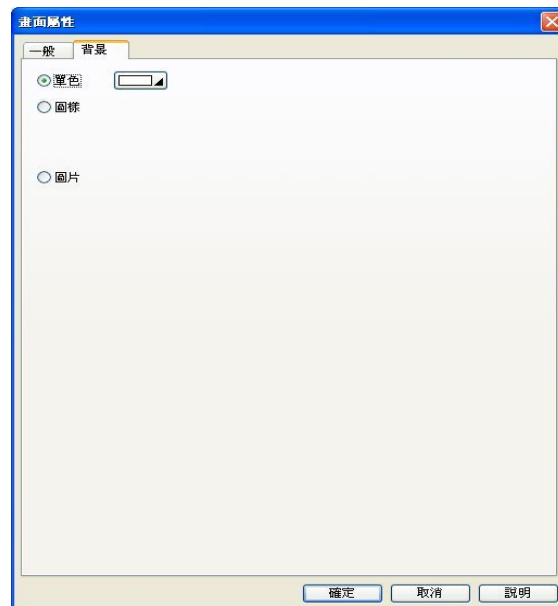 畫面屬性
一般 背景
單色
圖樣
圖片
確定 取消 說明